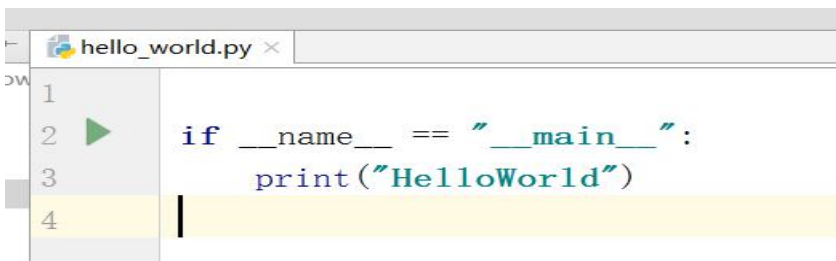 hello_world.py
1
2 if __name__ == "__main__":
3     print("HelloWorld")
4